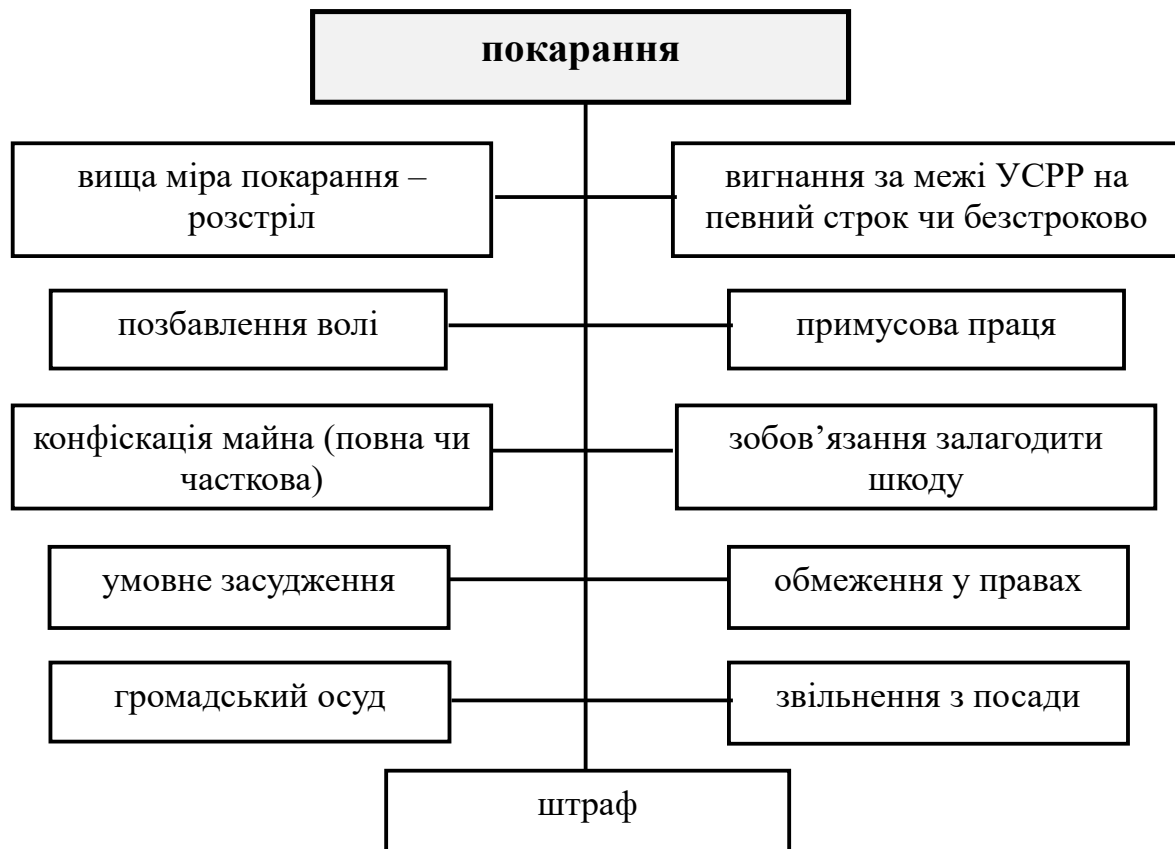 покарання
вища міра покарання –
розстріл
вигнання за межі УСРР на
певний строк чи безстроково
позбавлення волі
примусова праця
конфіскація майна (повна чи
часткова)
зобов’язання залагодити
шкоду
умовне засудження
обмеження у правах
громадський осуд
звільнення з посади
штраф